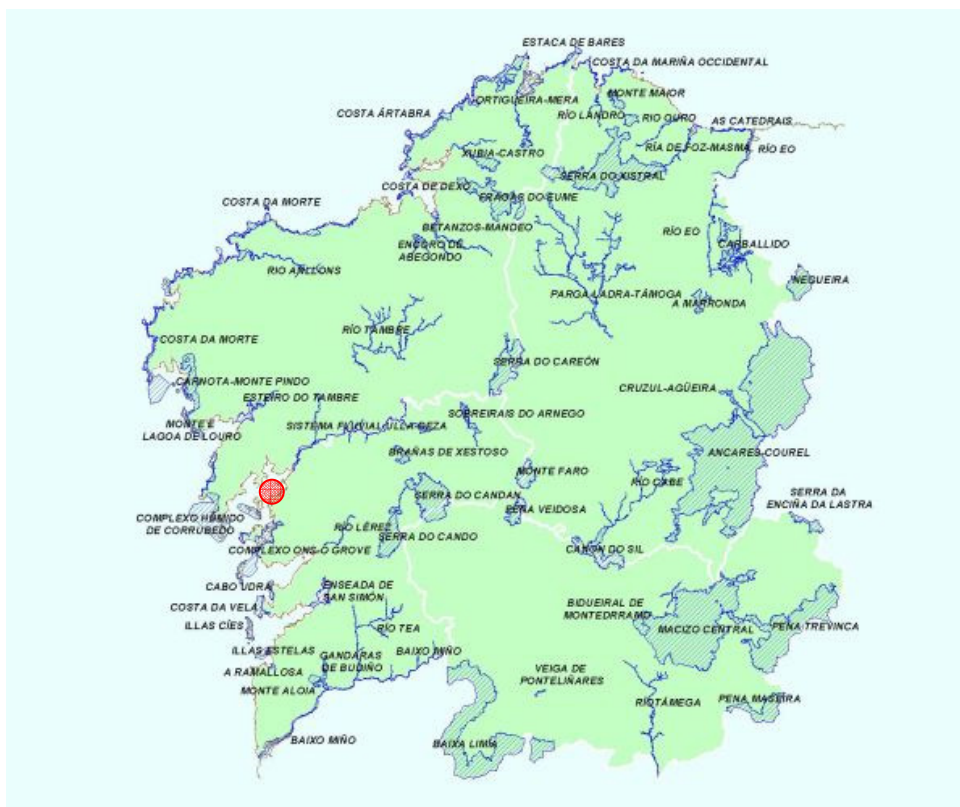 ESTACA DE BARES
COSTA DA MARIÑA OCCIDENTAL
ORTIGUEIRA-MERA
MONTE MAIOR
COSTA ÁRTABRA
RÍO LANDRO
RIO OURO
AS CATEDRAIS
RÍA DE FOZ-MASMA
RÍO EO
XUBIA-CASTRO
SERRA DO XISTRAL
COSTA DE DEXO
FRAGAS DO EUME
COSTA DA MORTE
BETANZOS-MANDEO
RÍO EO
ENCORO DE
ABEGONDO
CARBALLIDO
RIO ANLLONS
NEGUEIRA
PARGA-LADRA-TÁMOGA
A MARRONDA
RÍO TAMBRE
COSTA DA MORTE
SERRA DO CAREÓN
CARNOTA-MONTE PINDO
CRUZUL-AGÜEIRA
ESTEIRO DO TAMBRE
MONTE E
LAGOA DE LOURO
SISTEMA FLUVIAL ULLA-DEZA
SOBREIRAIS DO ARNEGO
BRAÑAS DE XESTOSO
ANCARES-COUREL
MONTE FARO
RÍO CABE
SERRA DO CANDAN
SERRA DA
ENCIÑA DA LASTRA
PENA VEIDOSA
COMPLEXO HÚMIDO
DE CORRUBEDO
RÍO LÉREZ
SERRA DO CANDO
COMPLEXO ONS-O GROVE
CAÑON DO SIL
CABO UDRA
ENSEADA DE
SAN SIMÓN
COSTA DA VELA
BIDUEIRAL DE
MONTEDRRAMO
ILLAS CÍES
RÍO TEA
MACIZO CENTRAL
PENA TREVINCA
ILLAS ESTELAS
GANDARAS
DE BUDIÑO
BAIXO MIÑO
A RAMALLOSA
VEIGA DE
PONTELIÑARES
MONTE ALOIA
RÍO TÁMEGA
PENA MASEIRA
BAIXO MIÑO
BAIXA LIMIA